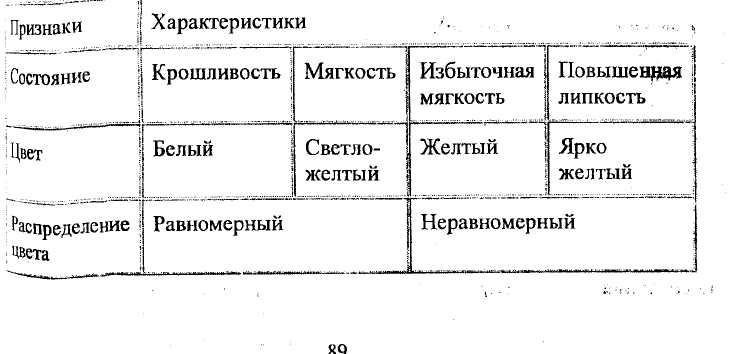 Признаки Характеристики
Состояние Крошливость Мягкость Избыточная мягкость Повышенная липкость
Цвет Белый Светло-желтый Желтый Ярко желтый
Распределение цвета Равномерный Неравномерный
89